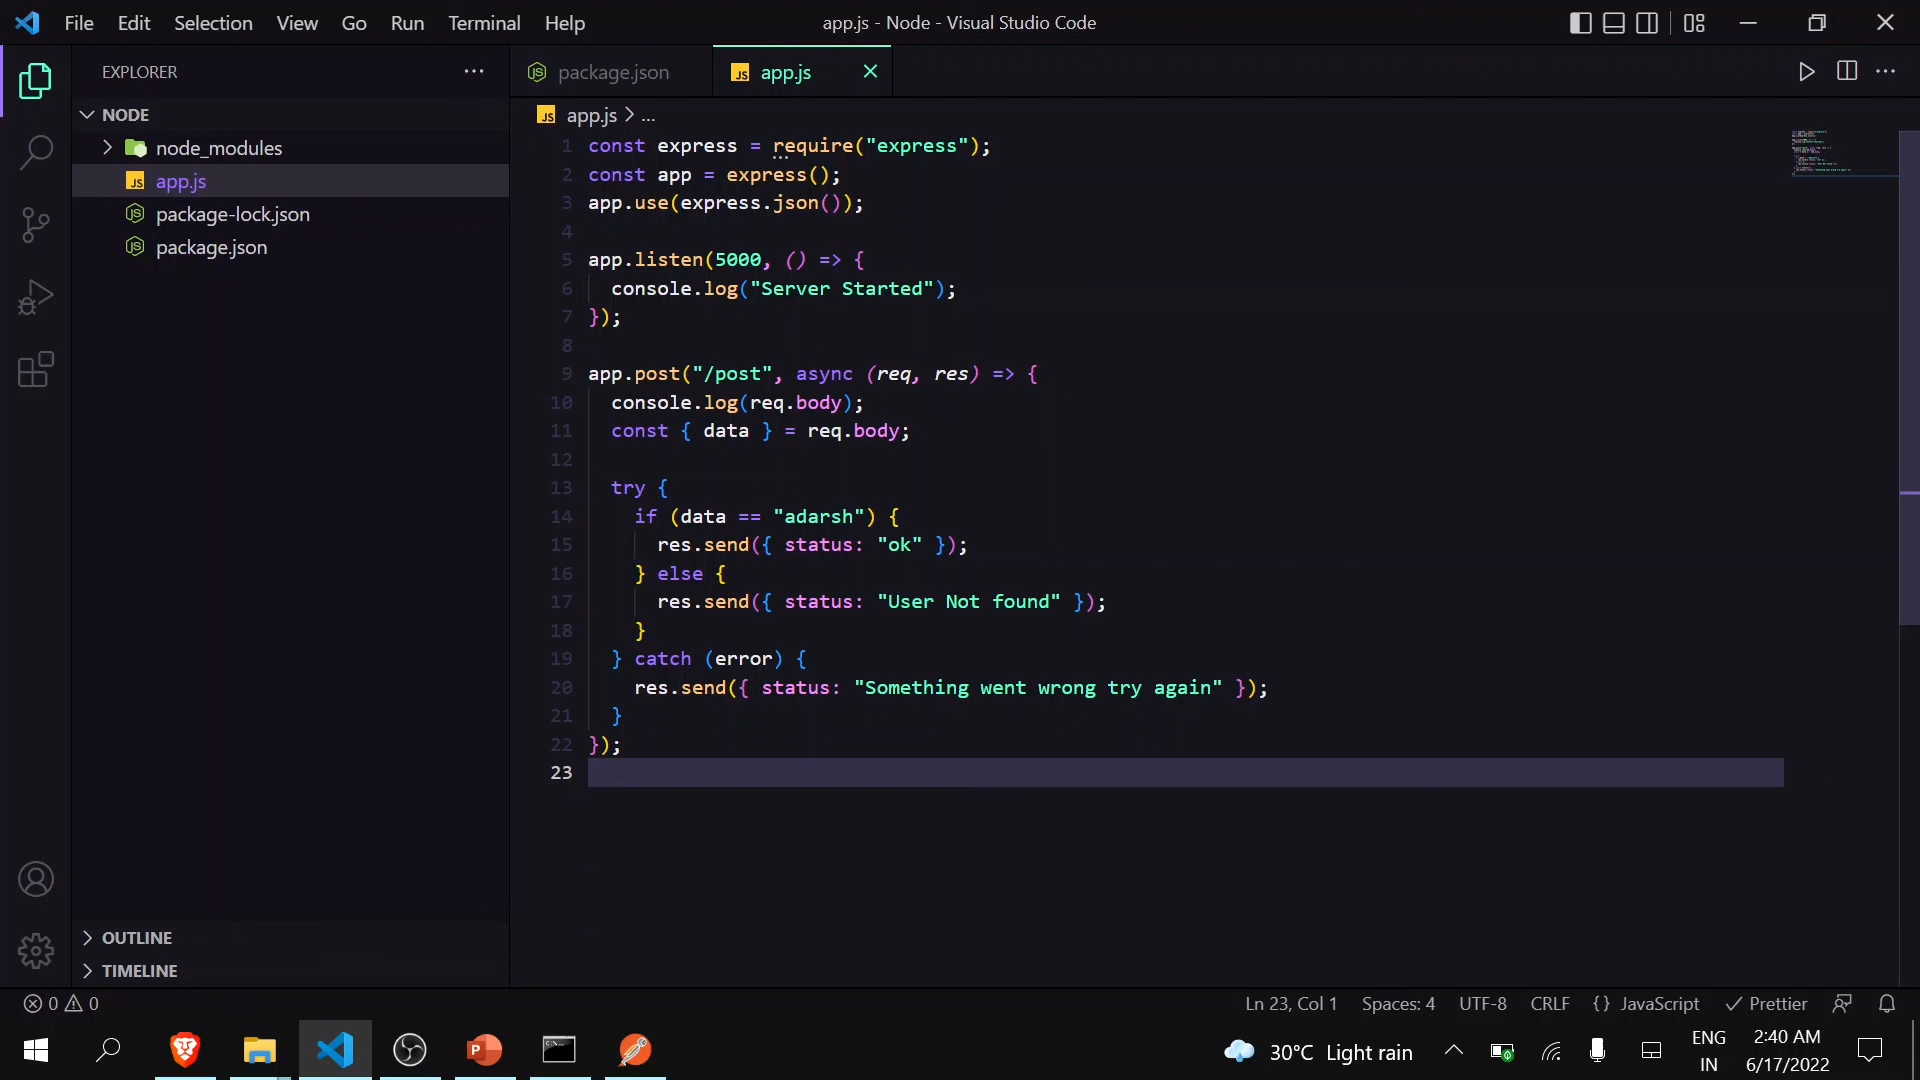 File Edit Selection View Go Run Terminal Help
app.js - Node - Visual Studio Code
EXPLORER
NODE
node_modules
app.js
package-lock.json
package.json
OUTLINE
TIMELINE
package.json
JS app.js
JS app.js > ...
1 const express = require("express");
2 const app = express();
3 app.use(express.json());
4
5 app.listen(5000, () => {
6 console.log("Server Started");
7 });
8
9 app.post("/post", async (req, res) => {
10 console.log(req.body);
11 const { data } = req.body;
12
13 try {
14 if (data == "adarsh") {
15 res.send({ status: "ok" });
16 } else {
17 res.send({ status: "User Not found" });
18 }
19 } catch (error) {
20 res.send({ status: "Something went wrong try again" });
21 }
22 });
23
0 0
Ln 23, Col 1 Spaces: 4 UTF-8 CRLF {} JavaScript Prettier
30°C Light rain
ENG
IN
2:40 AM
6/17/2022